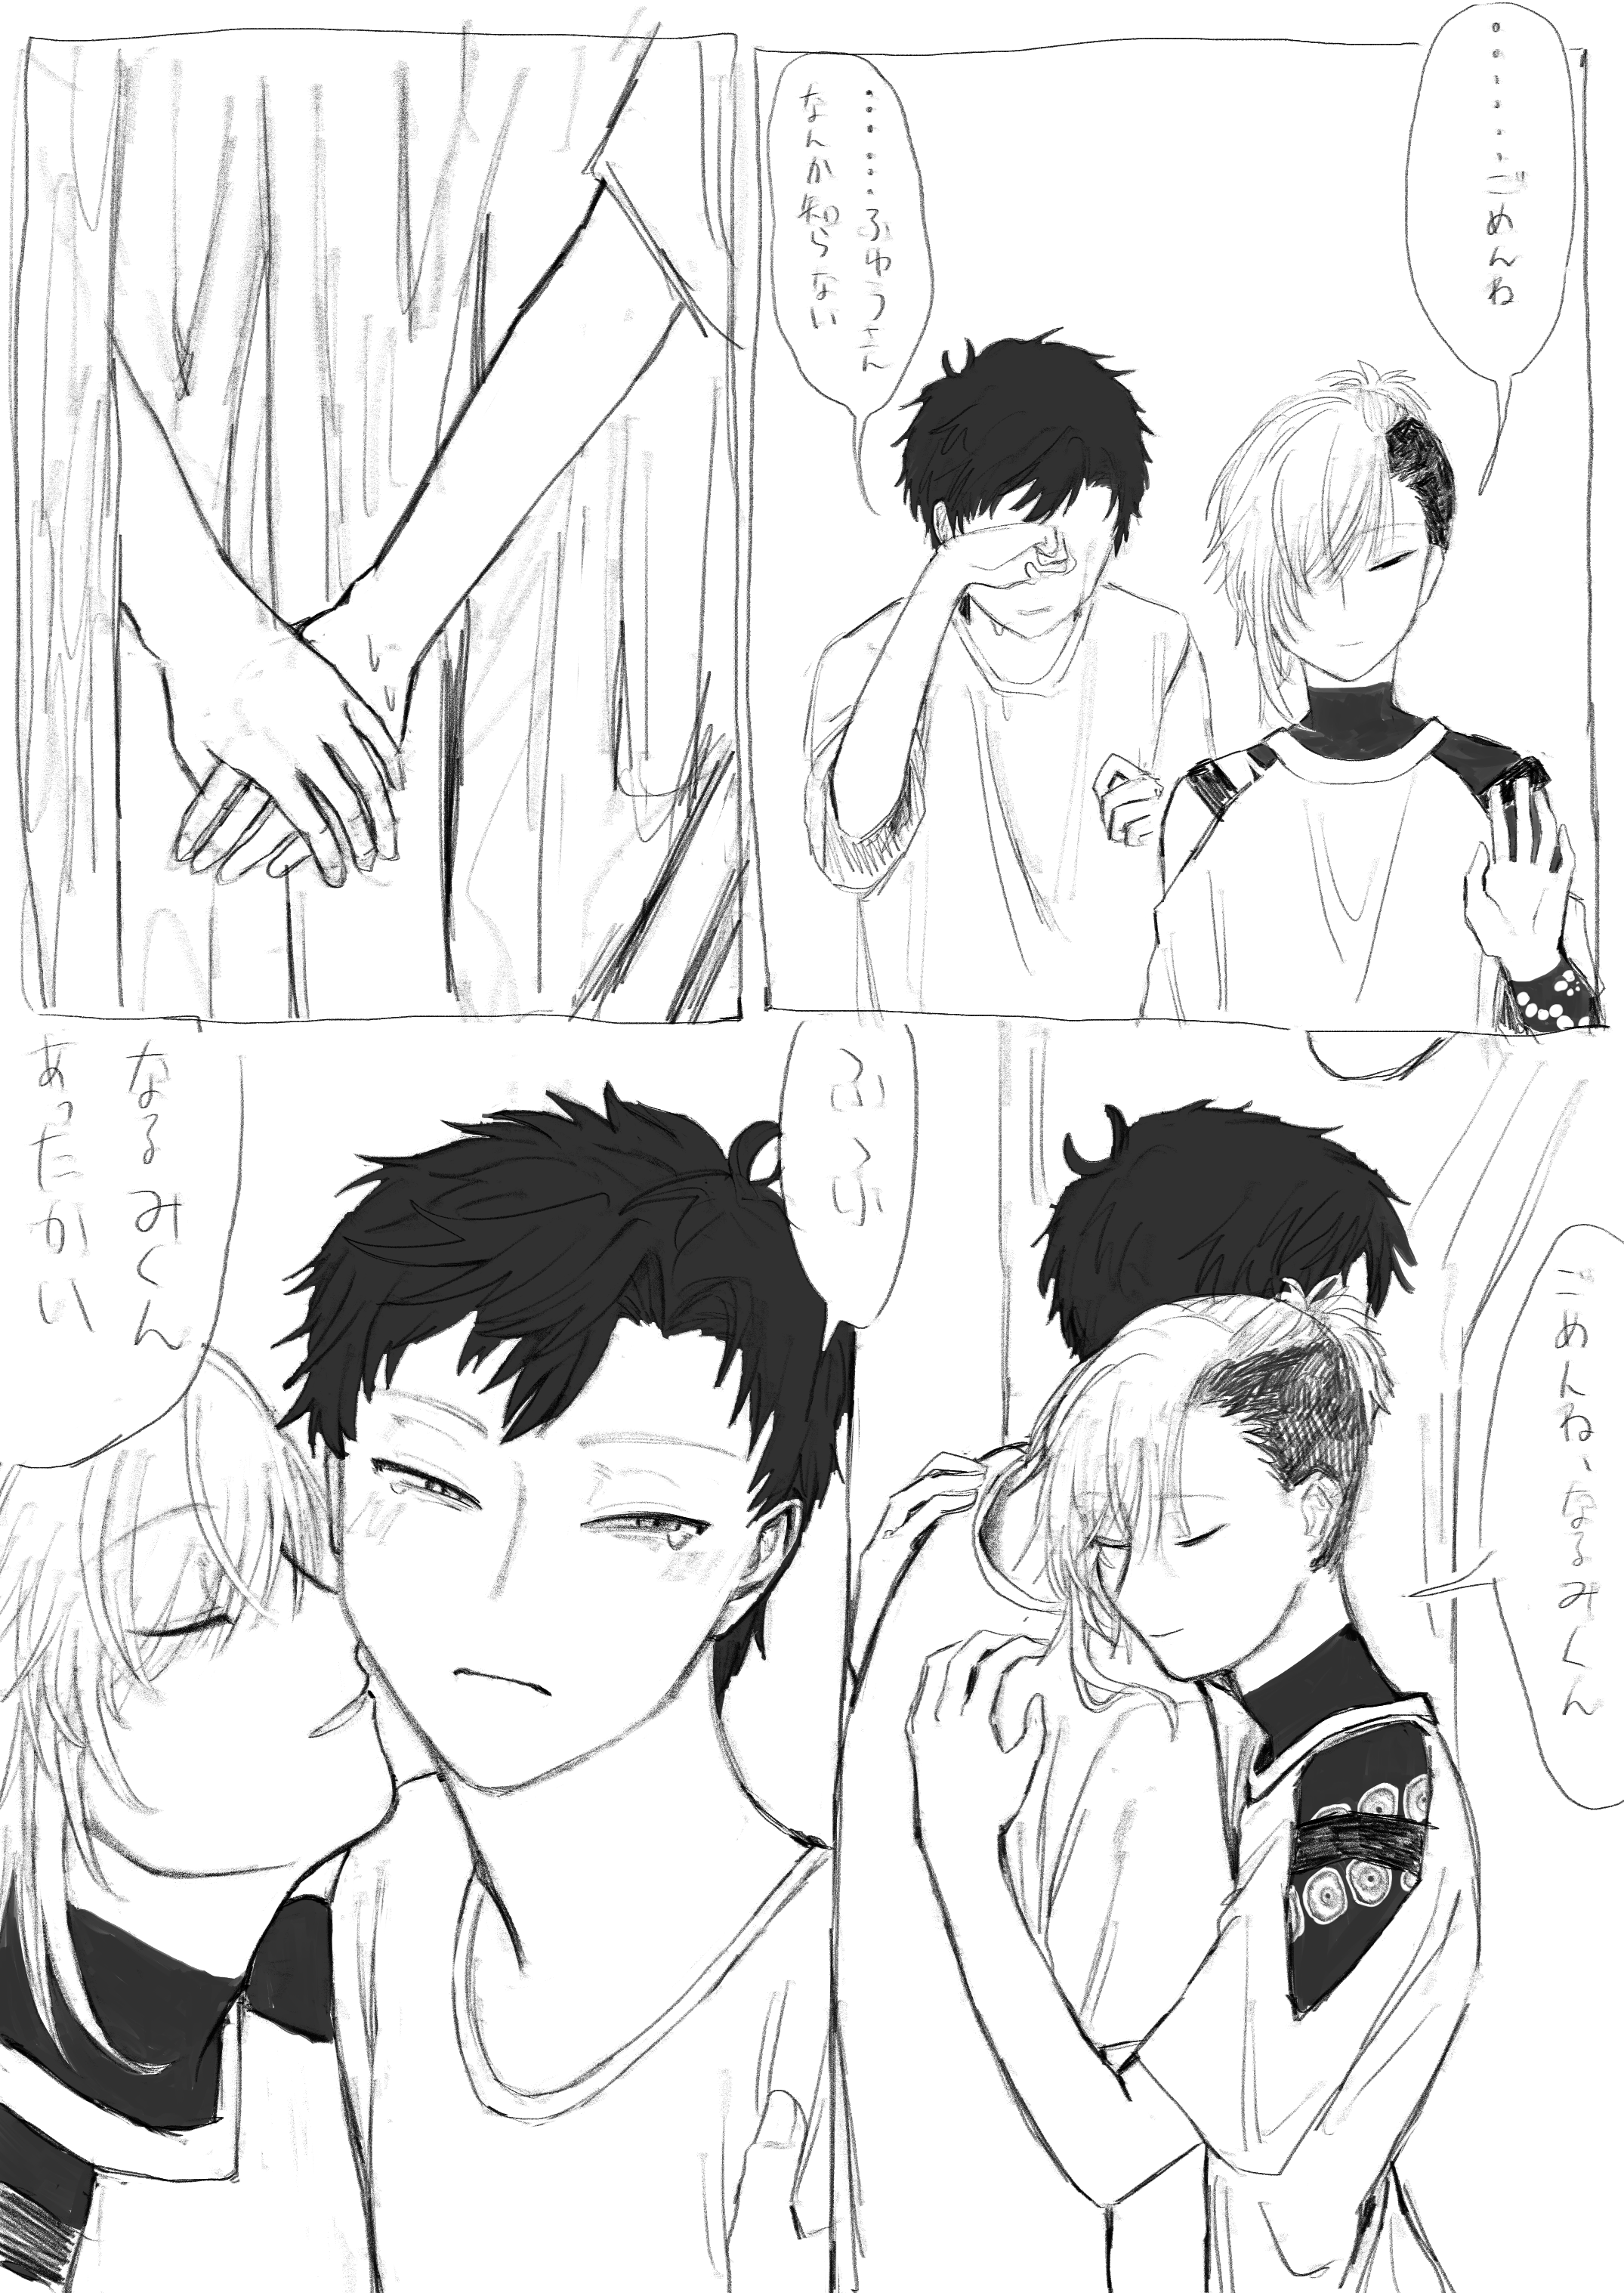 ………ごめんね
………ふゆうさん
なんか知らない
ごめんね、なるみくん
ふふふ
なるみくん
あったかい